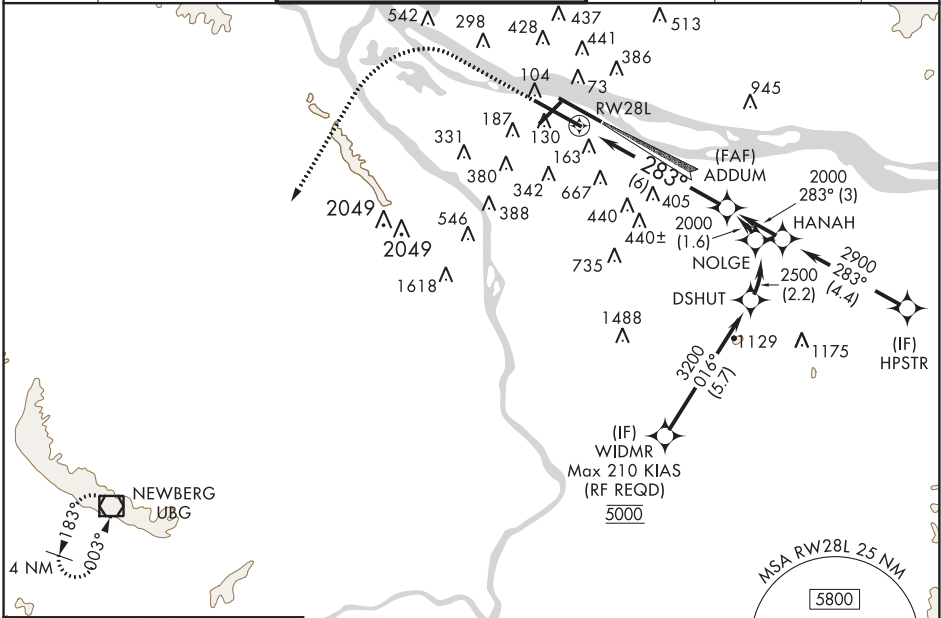 542
298
428
437
441
513
386
104
73
945
RW28L
187
130
331
163
(FAF)
ADDUM
283°
(6)
2000
283° (3)
380
342
667
405
2049
388
440
2000
(1.6)
HANAH
546
440±
2049
NOLGE
2900
283°
(4.4)
735
2500
(2.2)
1618
DSHUT
1488
1129
1175
(IF)
HPSTR
3200
016°
(5.7)
(IF)
WIDMR
Max 210 KIAS
(RF REQD)
5000
NEWBERG
UBG
183°
003°
4 NM
MSA RW28L 25 NM
5800